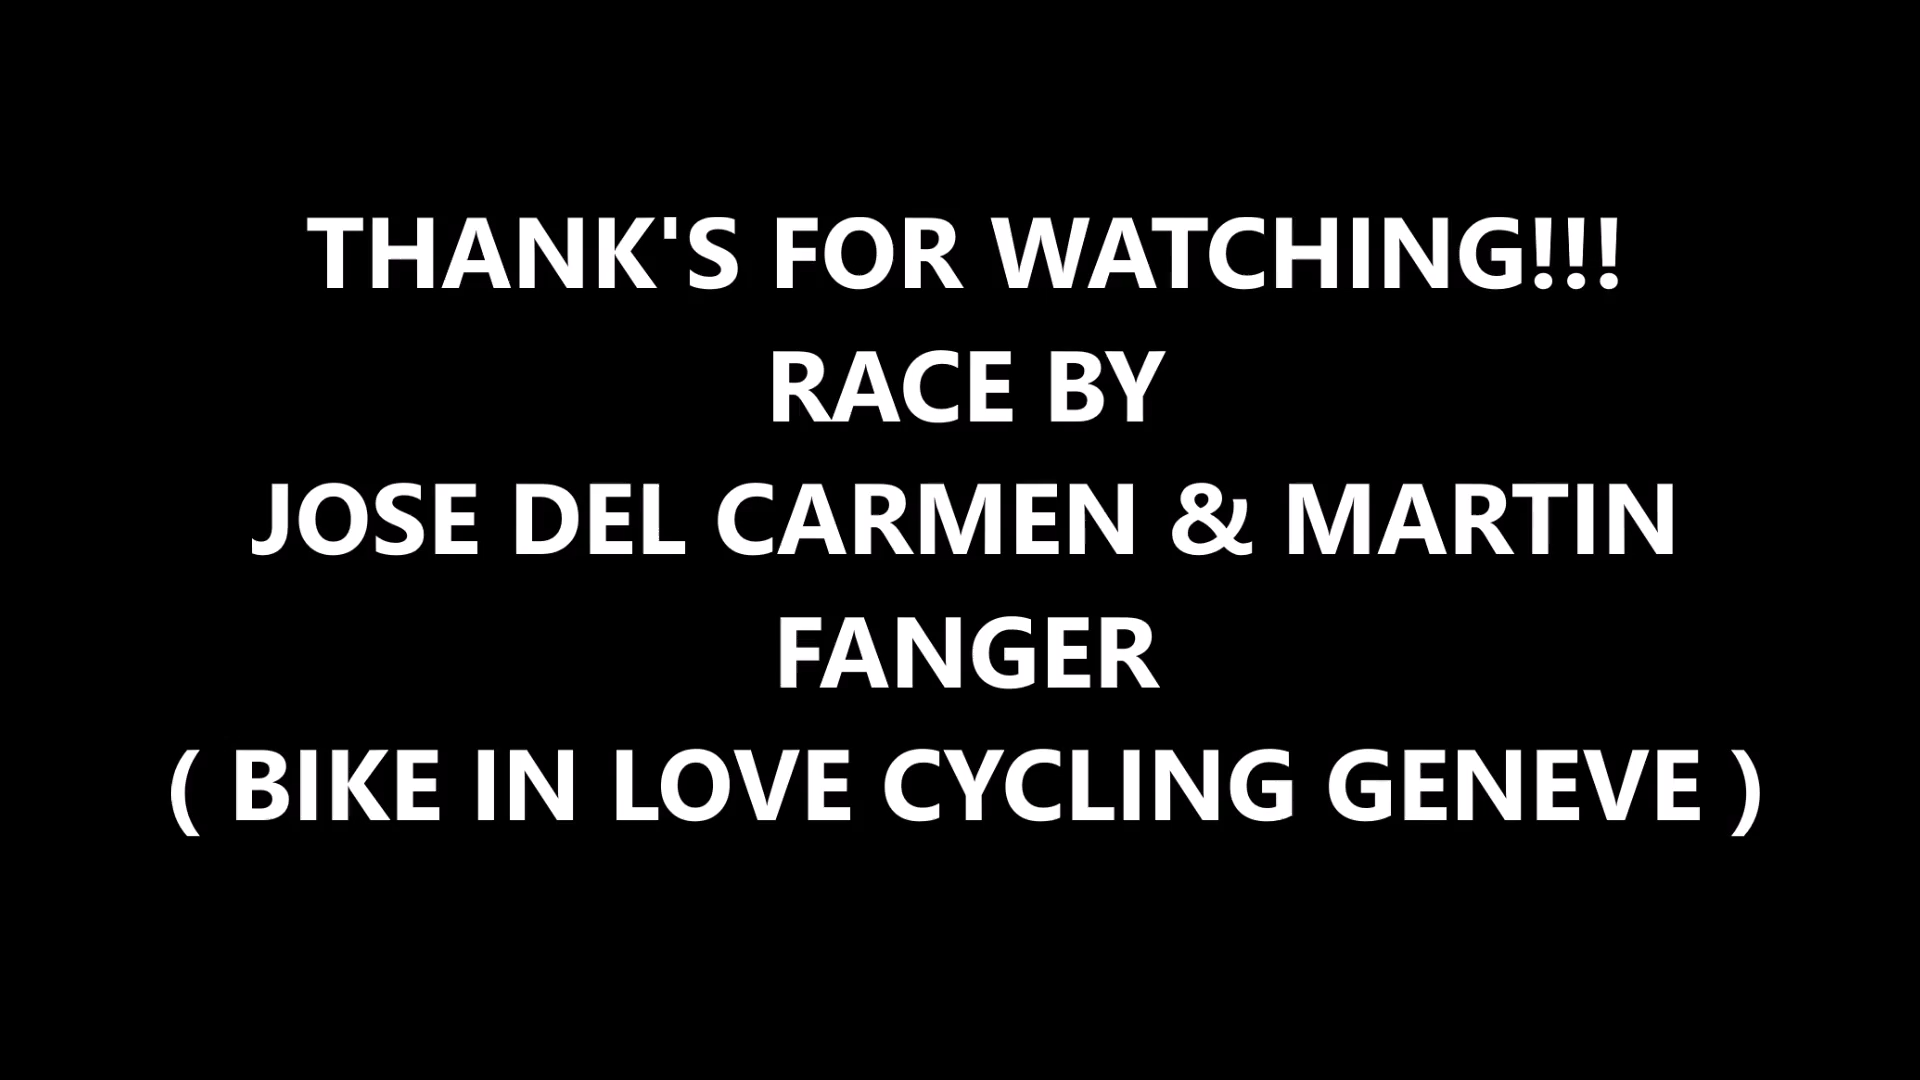 THANK'S FOR WATCHING!!!
RACE BY
JOSE DEL CARMEN & MARTIN
FANGER
( BIKE IN LOVE CYCLING GENEVE )